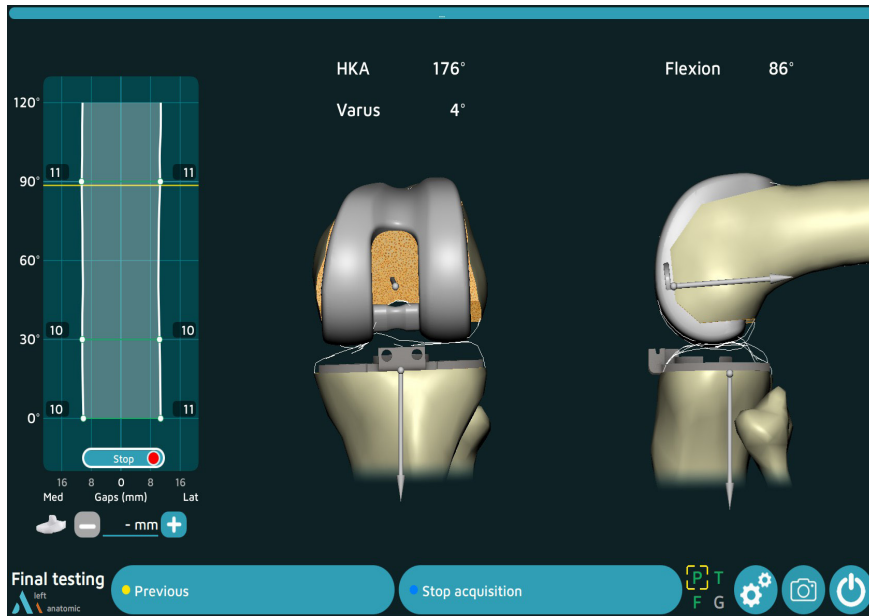 HKA 176°
Flexion 86°
Varus 4°
120°
11 11
90°
60°
10 10
30°
10 11
0°
Stop
16 8 0 8 16
Med Gaps (mm) Lat
- mm
Final testing
left
anatomic
Previous
Stop acquisition
P T
F G